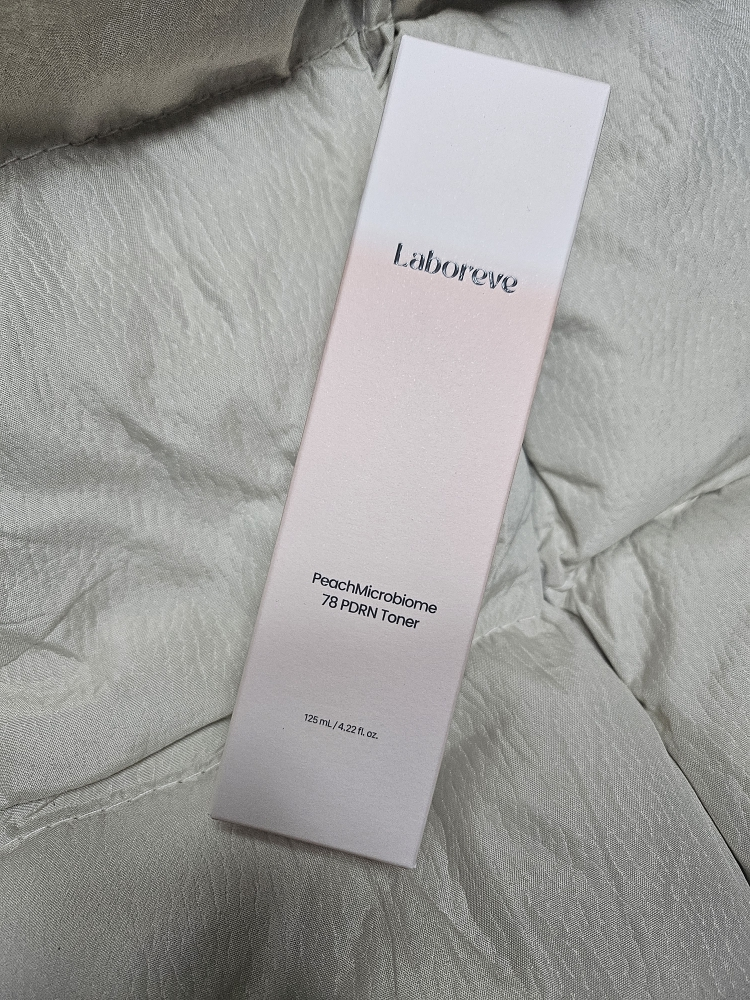 Laboreve
PeachMicrobiome
78 PDRN Toner
125 mL / 4.22 fl. oz.